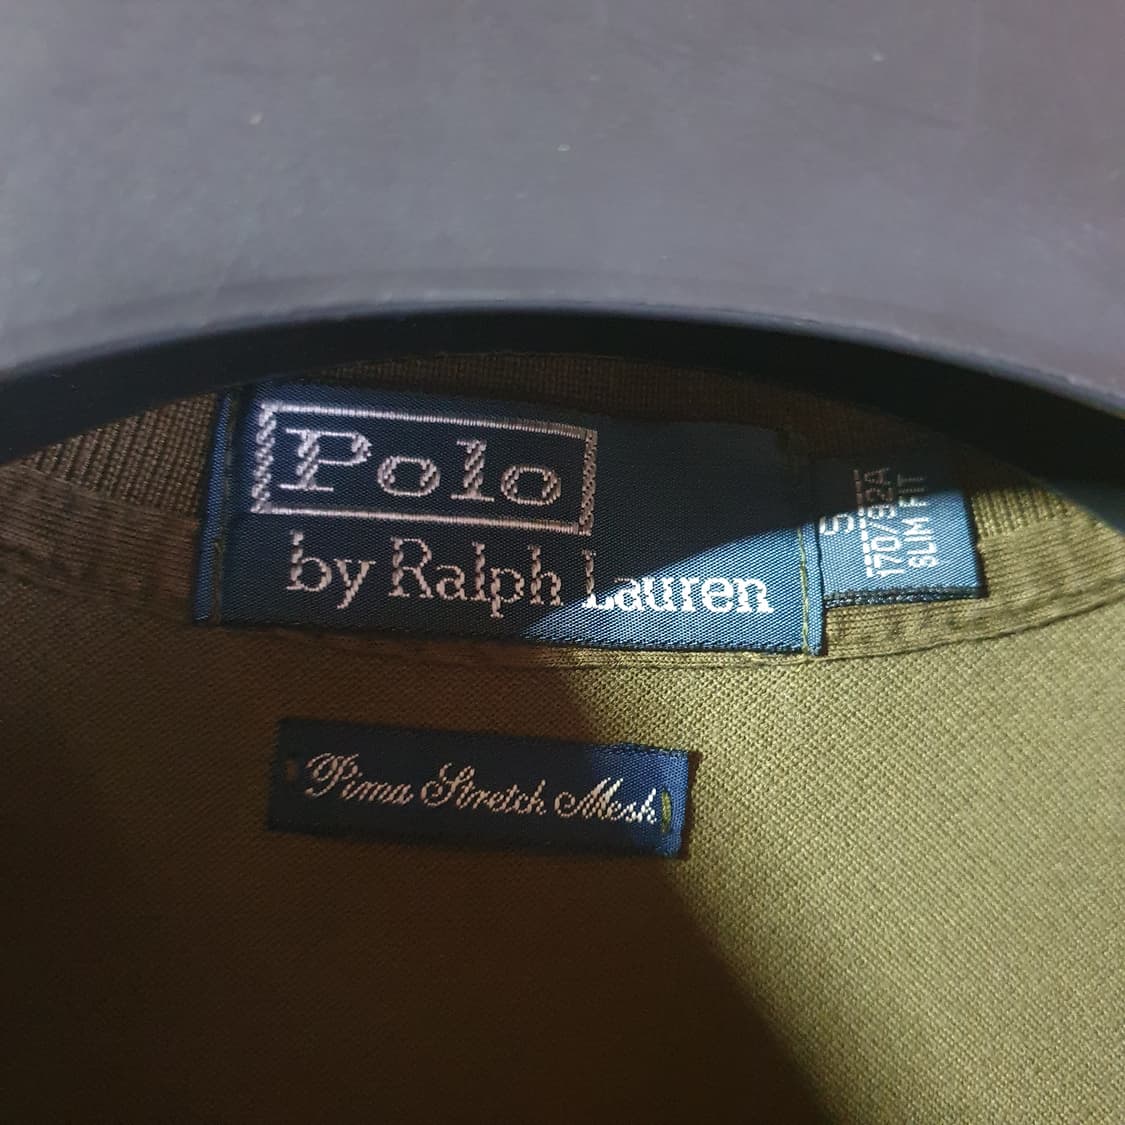 Polo
by Ralph Lauren
S
170/92A
SLIM FIT
Pima Stretch Mesh